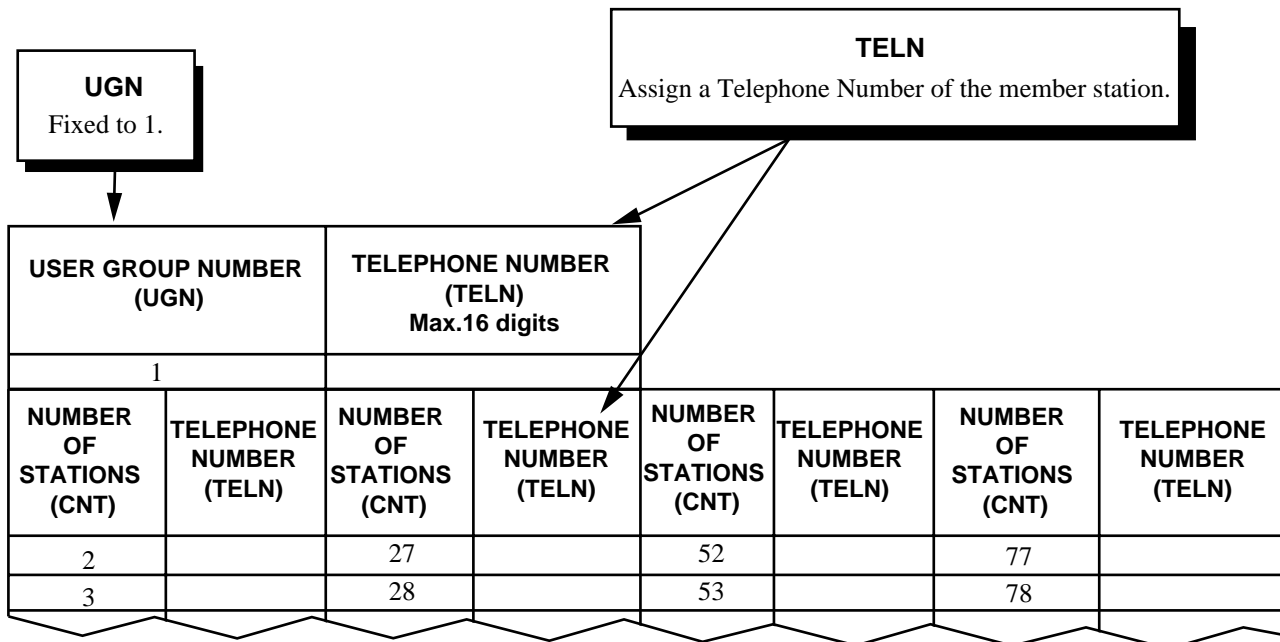 UGN
Fixed to 1.
TELN
Assign a Telephone Number of the member station.
USER GROUP NUMBER
(UGN)
TELEPHONE NUMBER
(TELN)
Max.16 digits
1
NUMBER
OF
STATIONS
(CNT)
TELEPHONE
NUMBER
(TELN)
NUMBER
OF
STATIONS
(CNT)
TELEPHONE
NUMBER
(TELN)
NUMBER
OF
STATIONS
(CNT)
TELEPHONE
NUMBER
(TELN)
NUMBER
OF
STATIONS
(CNT)
TELEPHONE
NUMBER
(TELN)
2 27 52 77
3 28 53 78